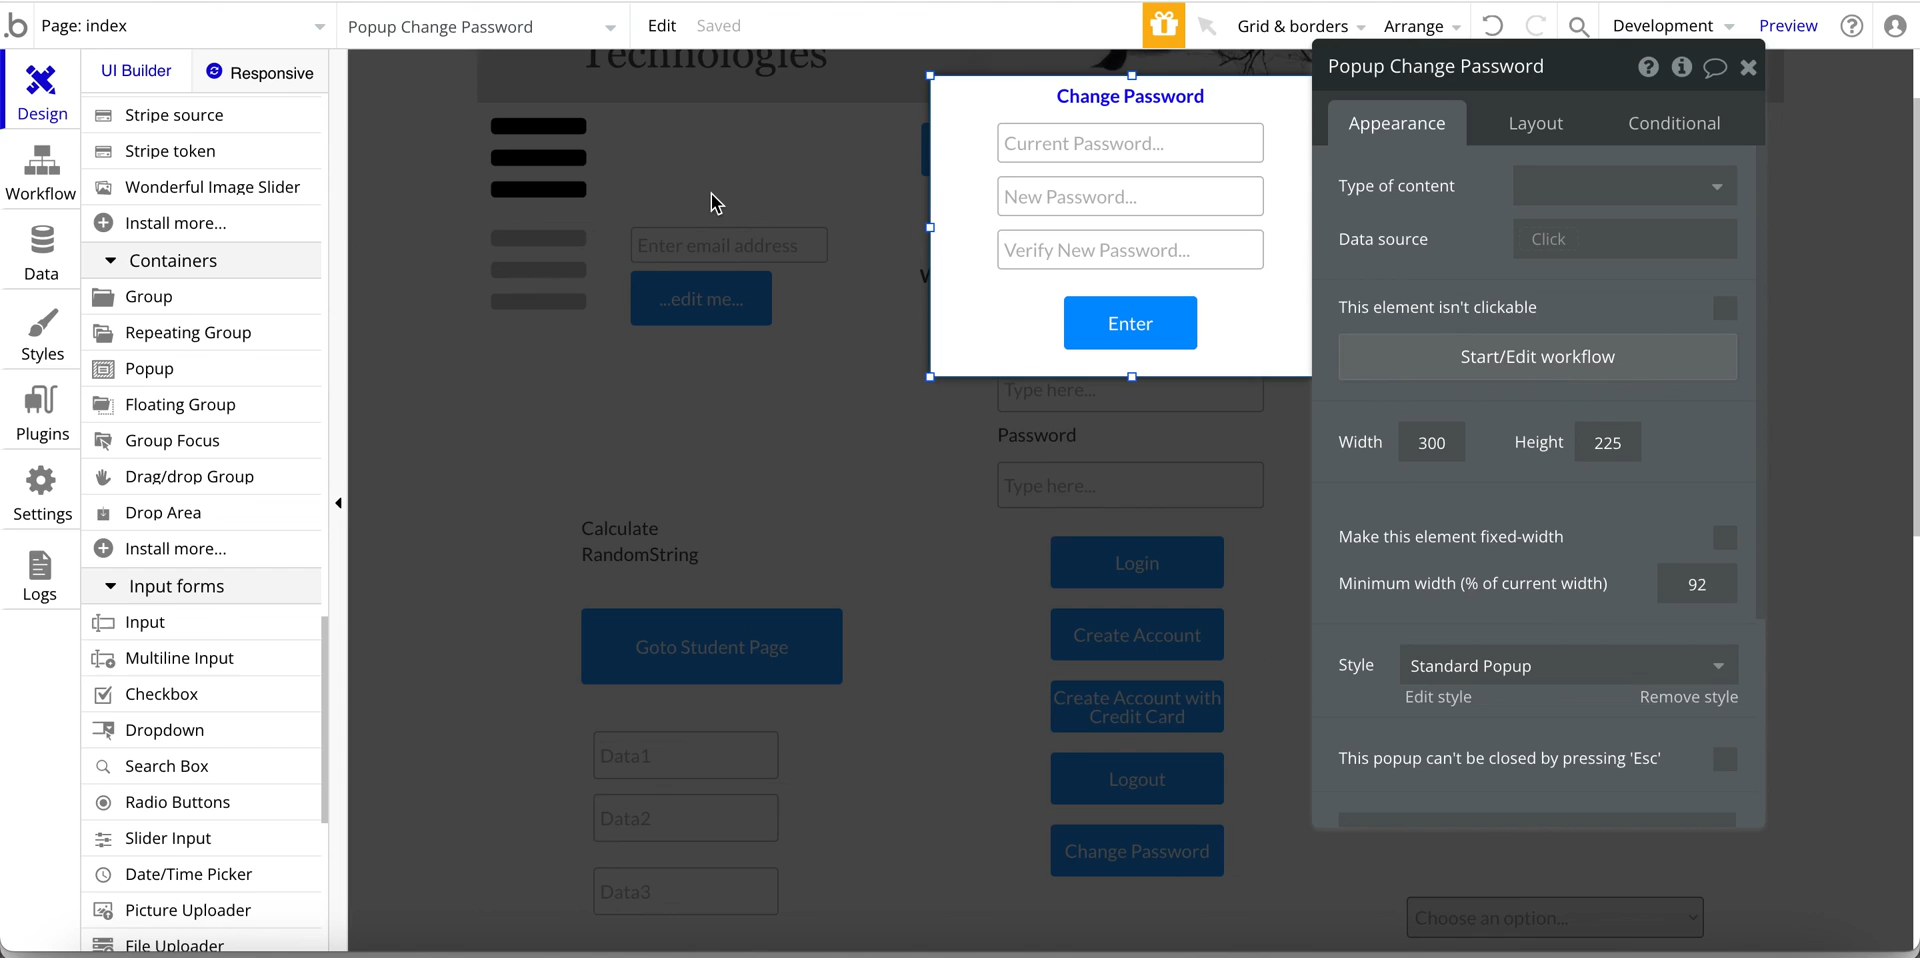 b Page: index
Popup Change Password
Edit Saved
Grid & borders
Arrange
Development
Preview
UI Builder
Responsive
Design
Workflow
Data
Styles
Plugins
Settings
Logs
Stripe source
Stripe token
Wonderful Image Slider
Install more...
Containers
Group
Repeating Group
Popup
Floating Group
Group Focus
Drag/drop Group
Drop Area
Install more...
Input forms
Input
Multiline Input
Checkbox
Dropdown
Search Box
Radio Buttons
Slider Input
Date/Time Picker
Picture Uploader
File Uploader
Technologies
Enter email address
...edit me...
Calculate
RandomString
Goto Student Page
Data1
Data2
Data3
Change Password
Current Password...
New Password...
Verify New Password...
Enter
Type here...
Password
Type here...
Login
Create Account
Create Account with
Credit Card
Logout
Change Password
Choose an option...
Popup Change Password
Appearance
Layout
Conditional
Type of content
Data source Click
This element isn't clickable
Start/Edit workflow
Width 300 Height 225
Make this element fixed-width
Minimum width (% of current width) 92
Style Standard Popup
Edit style Remove style
This popup can't be closed by pressing 'Esc'